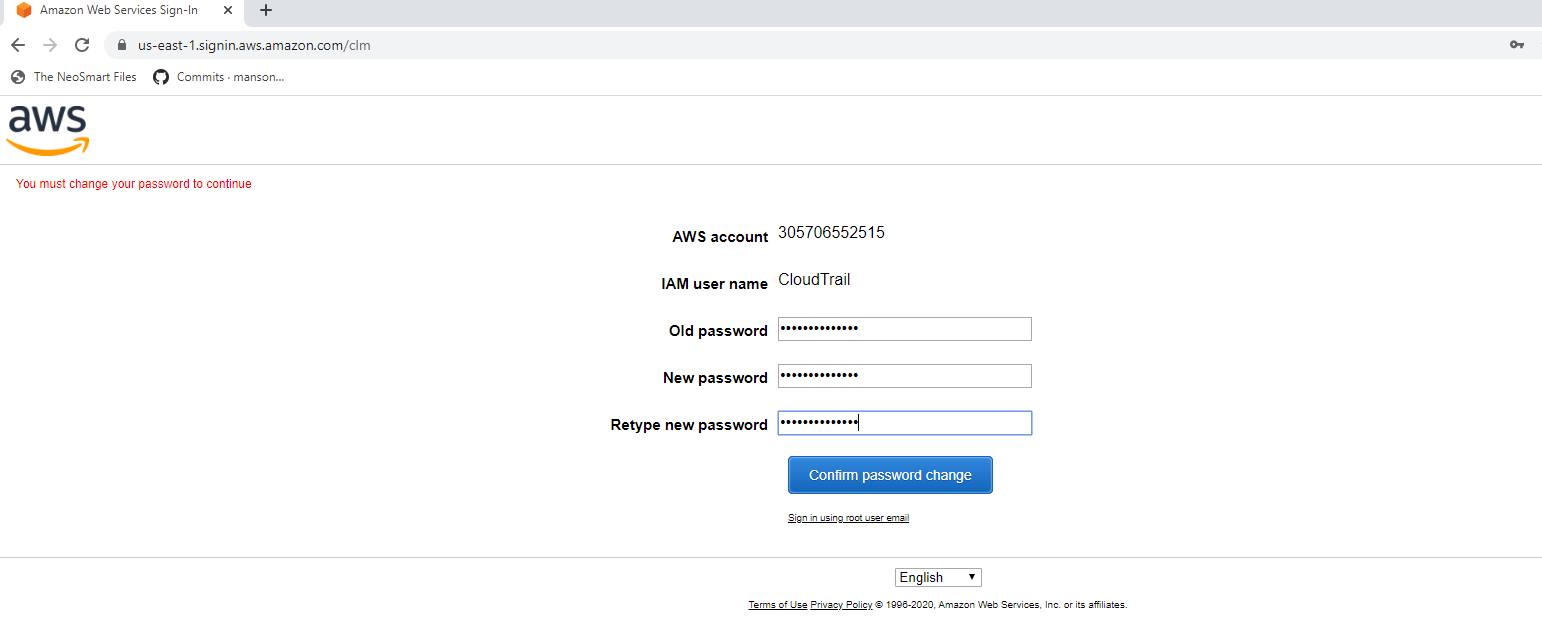 Amazon Web Services Sign-In
us-east-1.signin.aws.amazon.com/clm
The NeoSmart Files Commits · manson...
aws
You must change your password to continue
AWS account 305706552515
IAM user name CloudTrail
Old password ••••••••••••••
New password ••••••••••••••
Retype new password ••••••••••••••
Confirm password change
Sign in using root user email
English
Terms of Use Privacy Policy © 1996-2020, Amazon Web Services, Inc. or its affiliates.